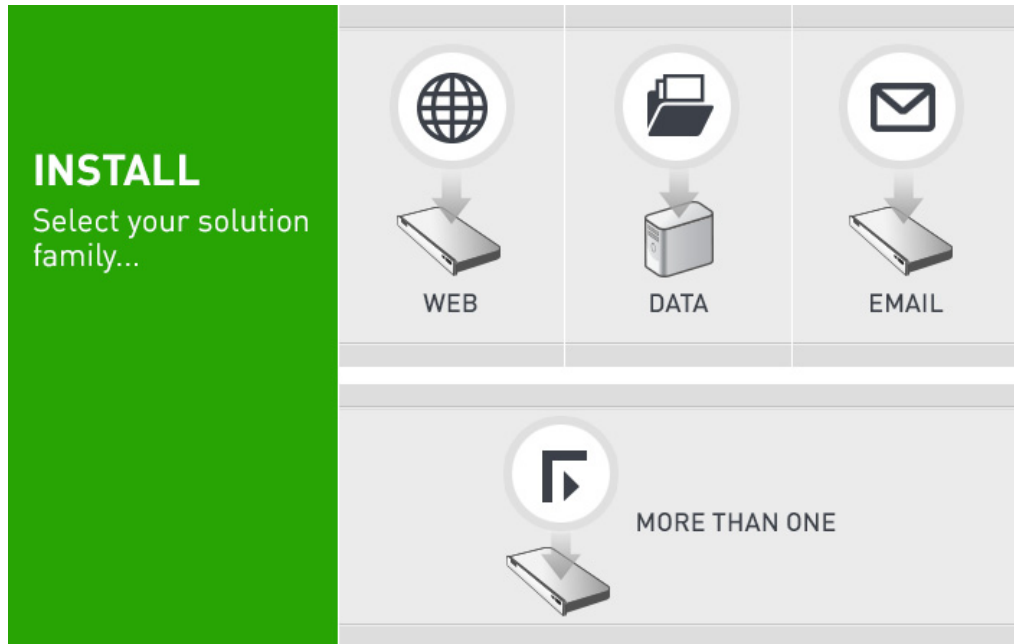 INSTALL
Select your solution
family...
WEB
DATA
EMAIL
MORE THAN ONE